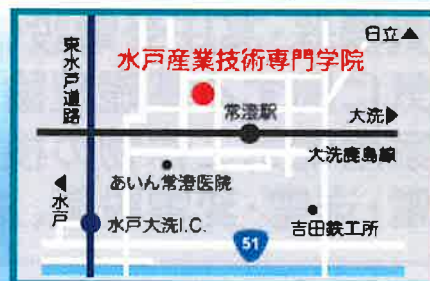 日立▲
東水戸道路
水戸産業技術専門学院
常澄駅
大洗▶
大洗鹿島線
◀水戸
あいん常澄医院
水戸大洗I.C.
吉田鉄工所
51